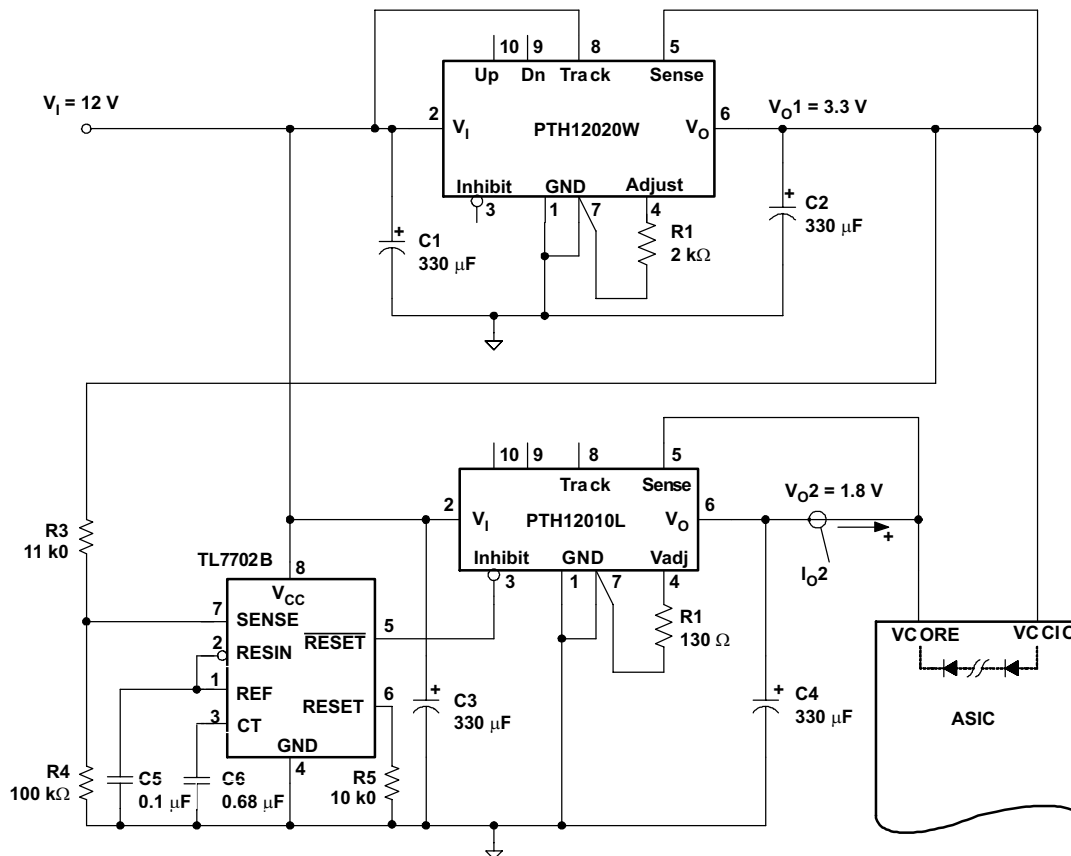 10 9 8 5
Up Dn Track Sense
V_I = 12 V
2 V_I PTH12020W V_O 6
V_O1 = 3.3 V
Inhibit GND Adjust
3 1 7 4
+ C1
330 μF
R1
2 kΩ
+ C2
330 μF
10 9 8 5
Track Sense
2 V_I PTH12010L V_O 6
V_O2 = 1.8 V
+
I_O2
Inhibit GND Vadj
3 1 7 4
R1
130 Ω
R3
11 k0
TL7702B
8
V_CC
7 SENSE
2 RESIN
1 REF
3 CT
RESET 5
RESET 6
GND
4
+ C3
330 μF
+ C4
330 μF
R4
100 kΩ
C5
0.1 μF
C6
0.68 μF
R5
10 k0
VCORE VCCIO
ASIC